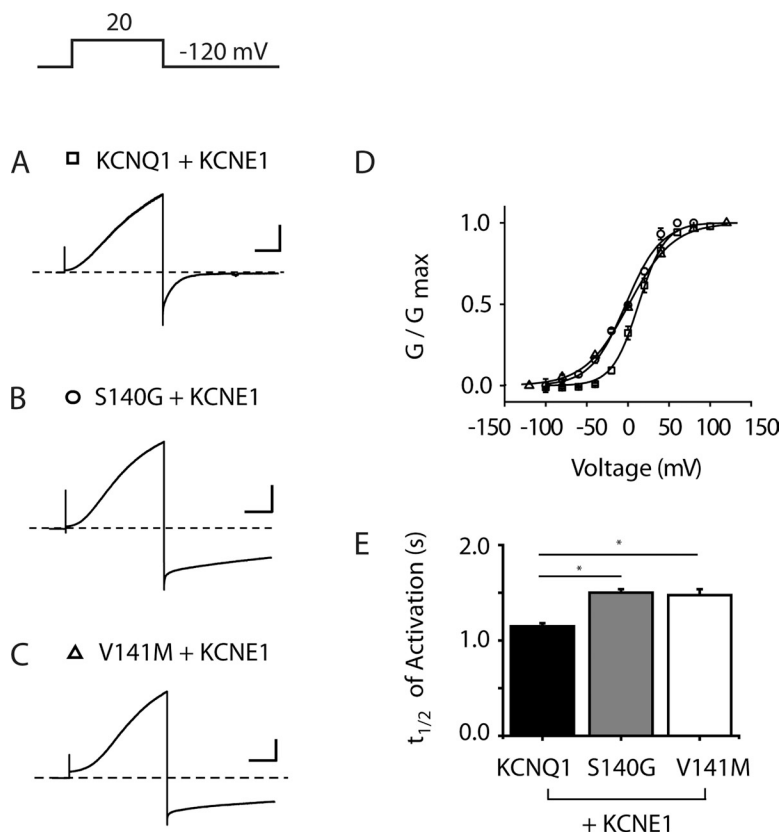 20
-120 mV
A
KCNQ1 + KCNE1
B
S140G + KCNE1
C
V141M + KCNE1
D
G / G max
1.0
0.5
0.0
-150 -100 -50 0 50 100 150
Voltage (mV)
E
t1/2 of Activation (s)
2.0
1.0
0.0
*
*
KCNQ1 S140G V141M
+ KCNE1